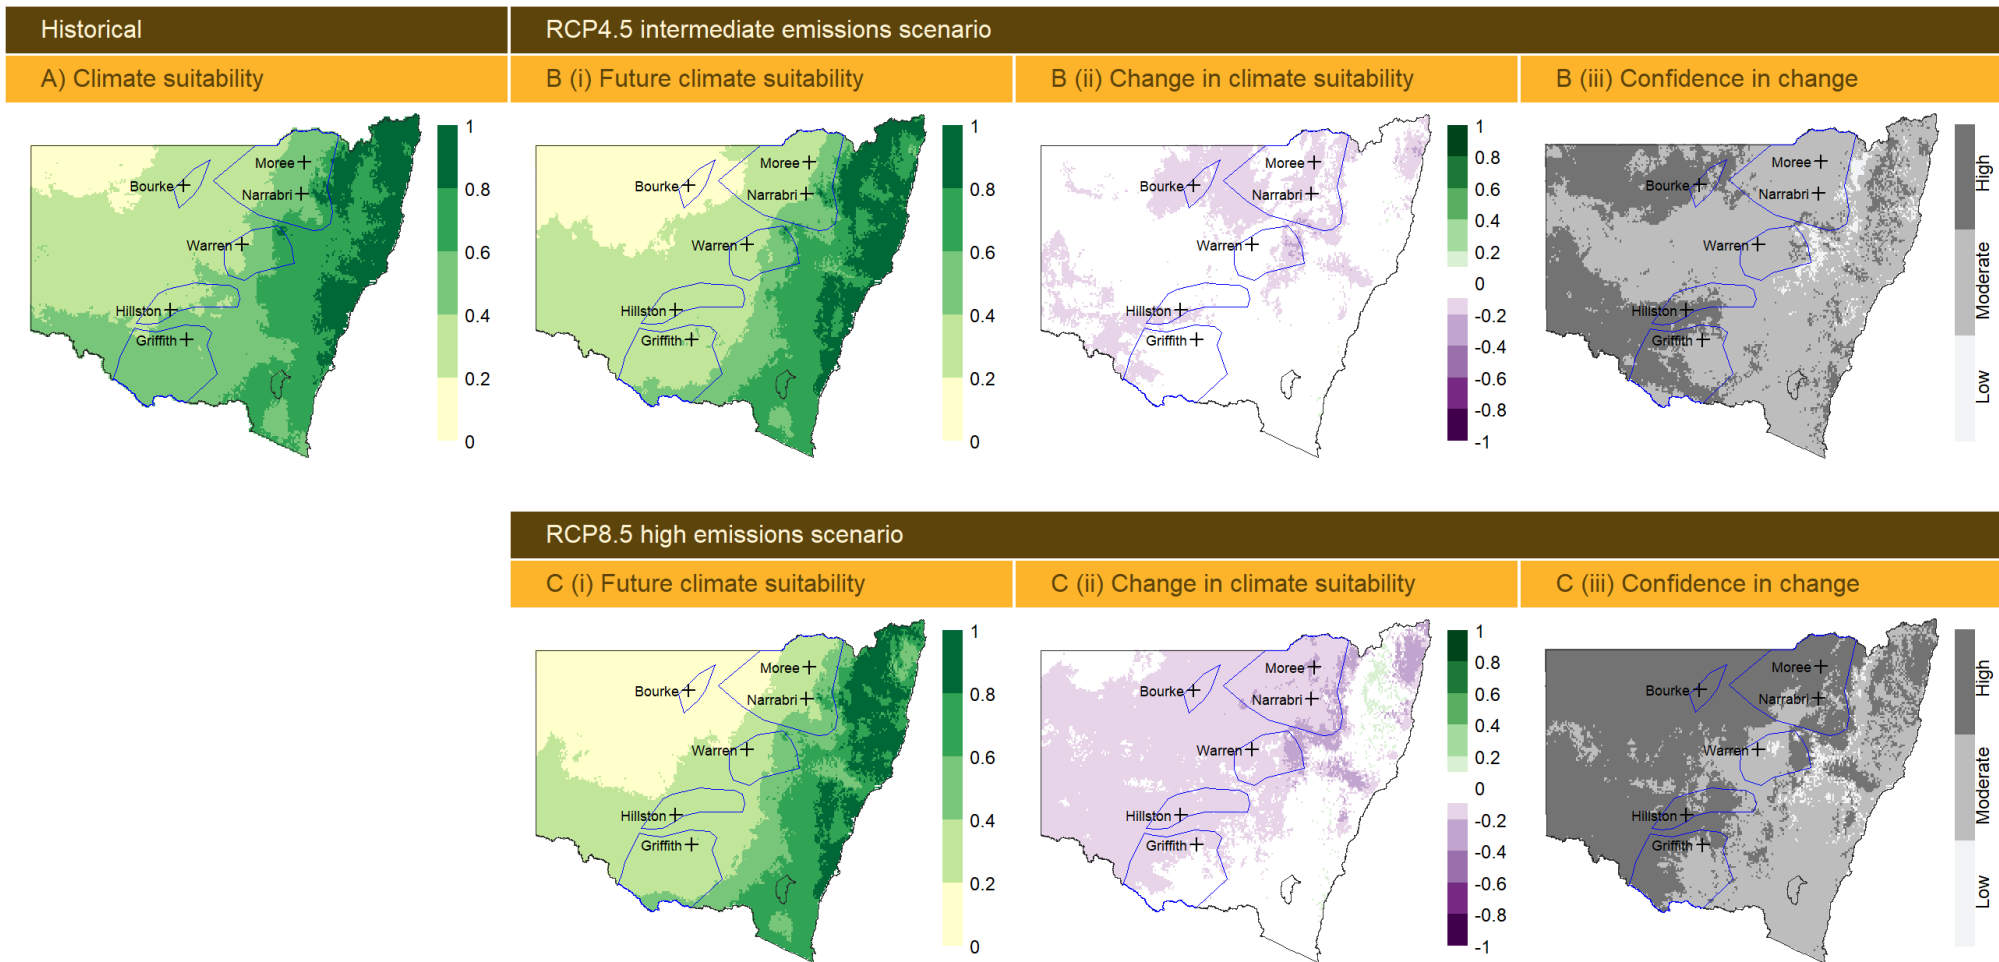 Historical
RCP4.5 intermediate emissions scenario
A) Climate suitability
B (i) Future climate suitability
B (ii) Change in climate suitability
B (iii) Confidence in change
Moree
Bourke
Narrabri
Warren
Hillston
Griffith
1
0.8
0.6
0.4
0.2
0
Moree
Bourke
Narrabri
Warren
Hillston
Griffith
1
0.8
0.6
0.4
0.2
0
Moree
Bourke
Narrabri
Warren
Hillston
Griffith
1
0.8
0.6
0.4
0.2
0
-0.2
-0.4
-0.6
-0.8
-1
Moree
Bourke
Narrabri
Warren
Hillston
Griffith
High
Moderate
Low
RCP8.5 high emissions scenario
C (i) Future climate suitability
C (ii) Change in climate suitability
C (iii) Confidence in change
Moree
Bourke
Narrabri
Warren
Hillston
Griffith
1
0.8
0.6
0.4
0.2
0
Moree
Bourke
Narrabri
Warren
Hillston
Griffith
1
0.8
0.6
0.4
0.2
0
-0.2
-0.4
-0.6
-0.8
-1
Moree
Bourke
Narrabri
Warren
Hillston
Griffith
High
Moderate
Low